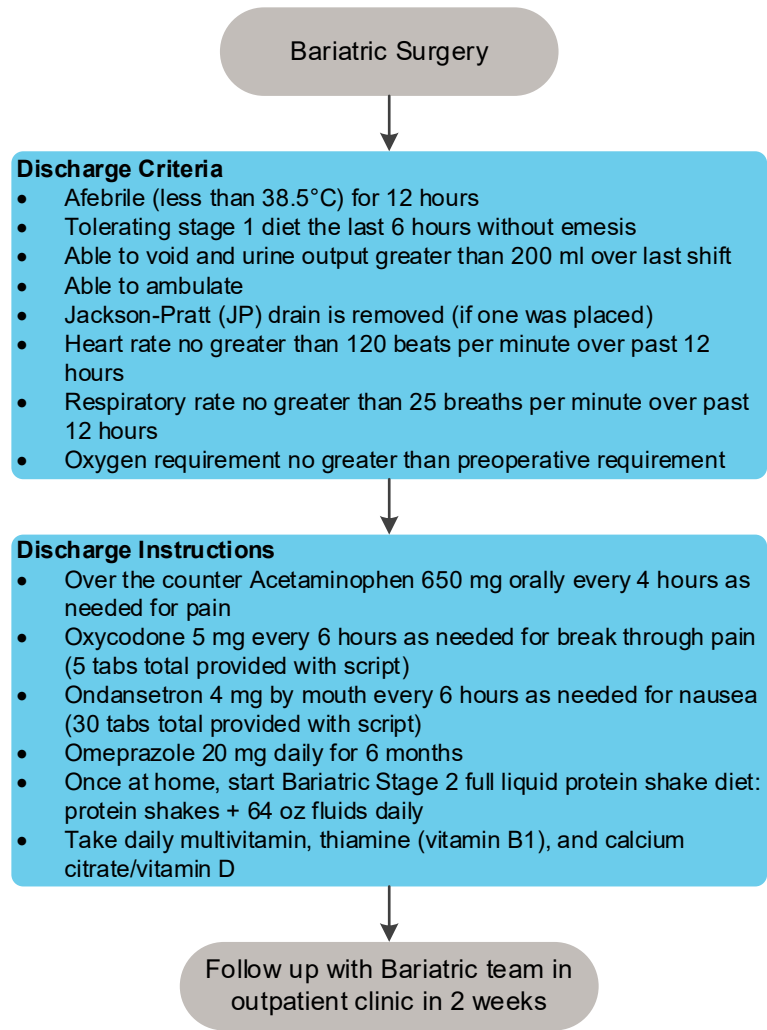 Bariatric Surgery
Discharge Criteria
• Afebrile (less than 38.5°C) for 12 hours
• Tolerating stage 1 diet the last 6 hours without emesis
• Able to void and urine output greater than 200 ml over last shift
• Able to ambulate
• Jackson-Pratt (JP) drain is removed (if one was placed)
• Heart rate no greater than 120 beats per minute over past 12
hours
• Respiratory rate no greater than 25 breaths per minute over past
12 hours
• Oxygen requirement no greater than preoperative requirement
Discharge Instructions
• Over the counter Acetaminophen 650 mg orally every 4 hours as
needed for pain
• Oxycodone 5 mg every 6 hours as needed for break through pain
(5 tabs total provided with script)
• Ondansetron 4 mg by mouth every 6 hours as needed for nausea
(30 tabs total provided with script)
• Omeprazole 20 mg daily for 6 months
• Once at home, start Bariatric Stage 2 full liquid protein shake diet:
protein shakes + 64 oz fluids daily
• Take daily multivitamin, thiamine (vitamin B1), and calcium
citrate/vitamin D
Follow up with Bariatric team in
outpatient clinic in 2 weeks